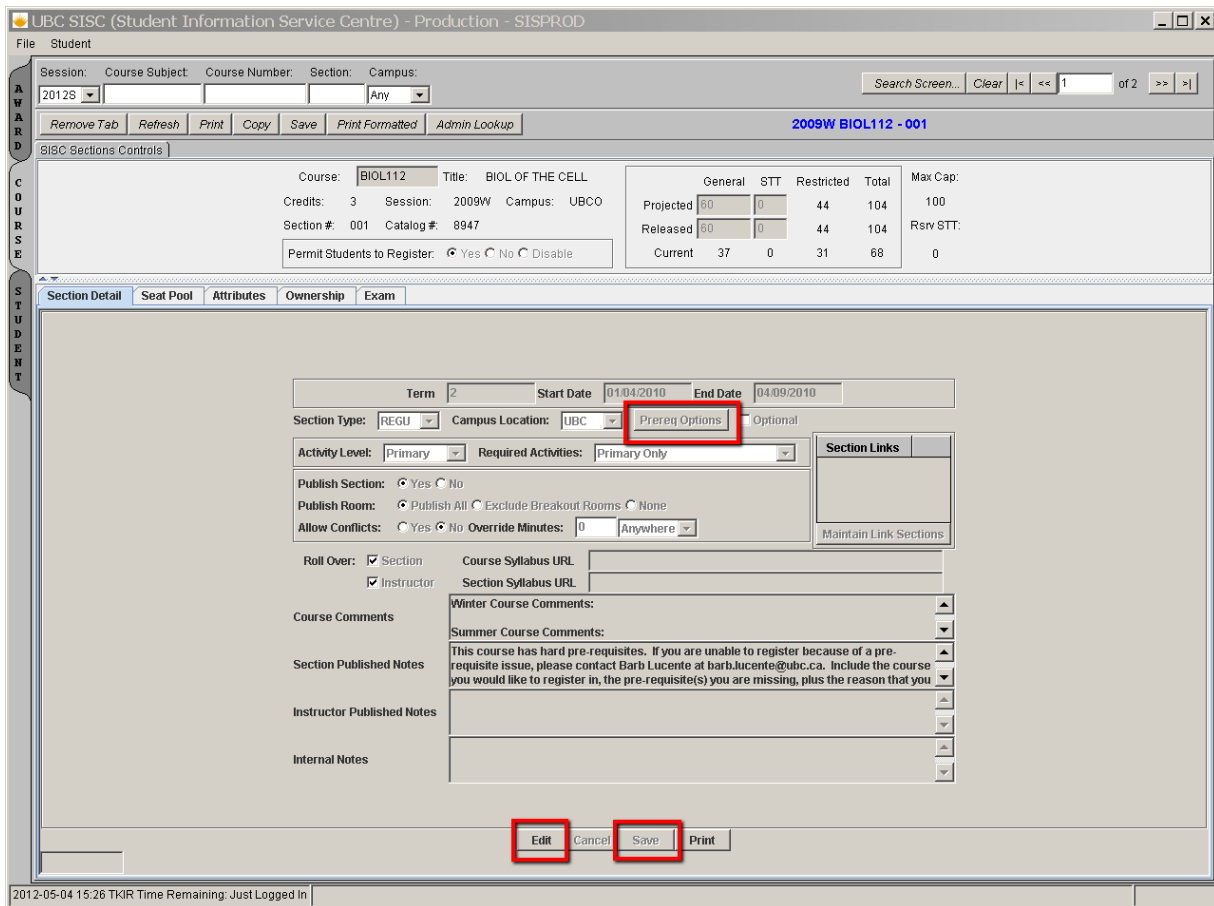 UBC SISC (Student Information Service Centre) - Production - SISPROD
File Student
AWARD
COURSE
STUDENT
Session: Course Subject: Course Number: Section: Campus:
2012S Any Search Screen... Clear |< << 1 of 2 >> >|
Remove Tab Refresh Print Copy Save Print Formatted Admin Lookup 2009W BIOL112 - 001
SISC Sections Controls
Course: BIOL112 Title: BIOL OF THE CELL
Credits: 3 Session: 2009W Campus: UBCO
Section #: 001 Catalog #: 8947
Permit Students to Register: Yes No Disable
General STT Restricted Total Max Cap:
Projected 60 0 44 104 100
Released 60 0 44 104 Rsrv STT:
Current 37 0 31 68 0
Section Detail Seat Pool Attributes Ownership Exam
Term 2 Start Date 01/04/2010 End Date 04/09/2010
Section Type: REGU Campus Location: UBC Prereq Options Optional
Activity Level: Primary Required Activities: Primary Only
Section Links
Publish Section: Yes No
Publish Room: Publish All Exclude Breakout Rooms None
Allow Conflicts: Yes No Override Minutes: 0 Anywhere
Maintain Link Sections
Roll Over: Section Course Syllabus URL
Instructor Section Syllabus URL
Course Comments
Winter Course Comments:
Summer Course Comments:
Section Published Notes
This course has hard pre-requisites. If you are unable to register because of a pre-
requisite issue, please contact Barb Lucente at barb.lucente@ubc.ca. Include the course
you would like to register in, the pre-requisite(s) you are missing, plus the reason that you
Instructor Published Notes
Internal Notes
Edit Cancel Save Print
2012-05-04 15:26 TKIR Time Remaining: Just Logged In